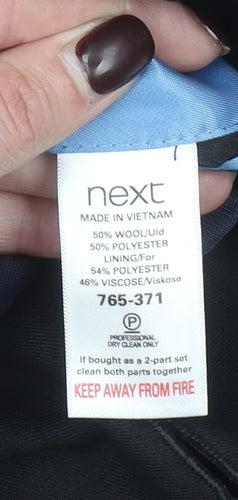 next
MADE IN VIETNAM
50% WOOL/Uld
50% POLYESTER
LINING/For
54% POLYESTER
46% VISCOSE/Viskose
765-371
P
PROFESSIONAL
DRY CLEAN ONLY
If bought as a 2-part set
clean both parts together
KEEP AWAY FROM FIRE